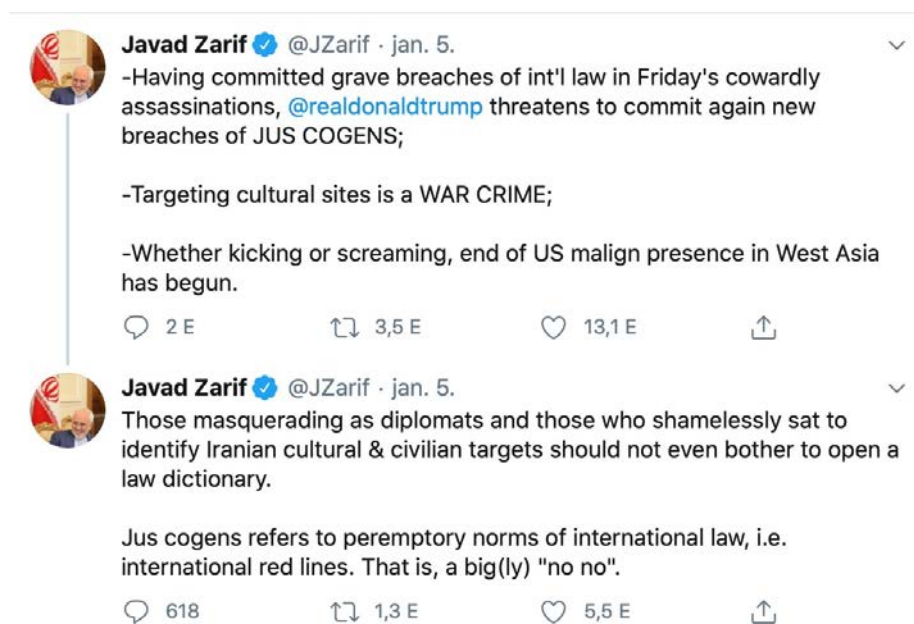 Javad Zarif @JZarif · jan. 5.
-Having committed grave breaches of int'l law in Friday's cowardly
assassinations, @realdonaldtrump threatens to commit again new
breaches of JUS COGENS;
-Targeting cultural sites is a WAR CRIME;
-Whether kicking or screaming, end of US malign presence in West Asia
has begun.
2 E 3,5 E 13,1 E
Javad Zarif @JZarif · jan. 5.
Those masquerading as diplomats and those who shamelessly sat to
identify Iranian cultural & civilian targets should not even bother to open a
law dictionary.
Jus cogens refers to peremptory norms of international law, i.e.
international red lines. That is, a big(ly) "no no".
618 1,3 E 5,5 E